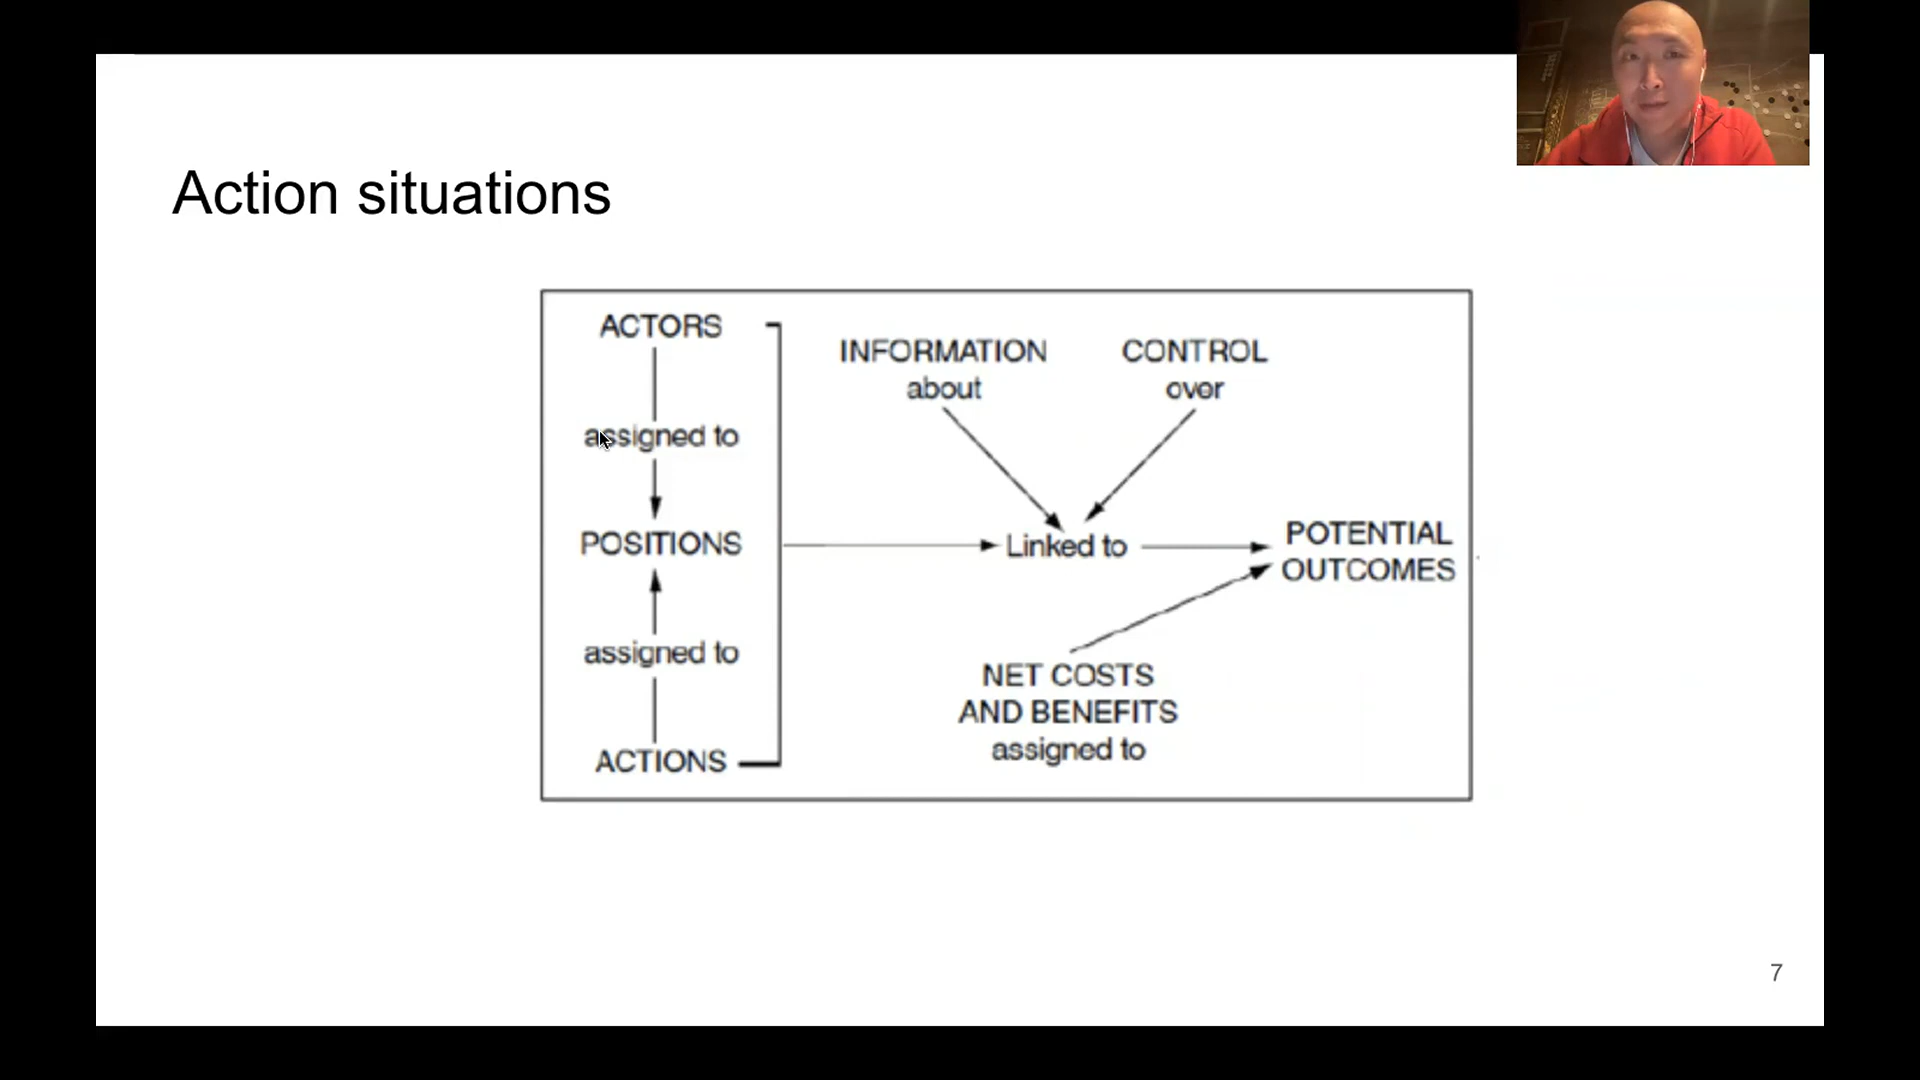 Action situations
ACTORS
assigned to
POSITIONS
assigned to
ACTIONS
INFORMATION
about
CONTROL
over
Linked to
POTENTIAL
OUTCOMES
NET COSTS
AND BENEFITS
assigned to
7